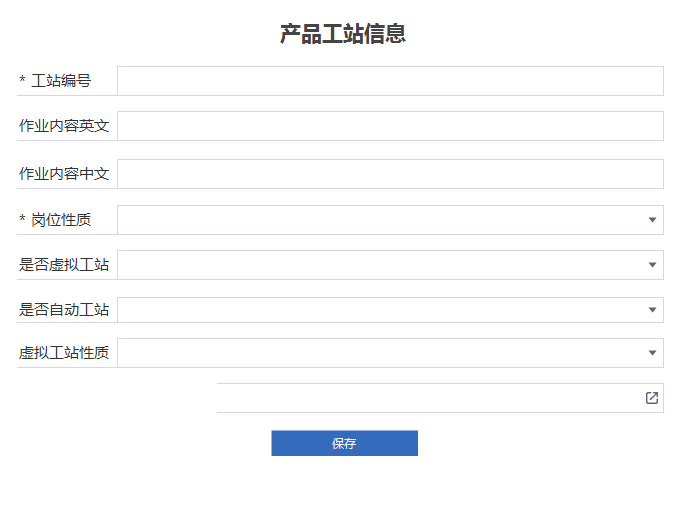 产品工站信息
* 工站编号
作业内容英文
作业内容中文
* 岗位性质
是否虚拟工站
是否自动工站
虚拟工站性质
保存